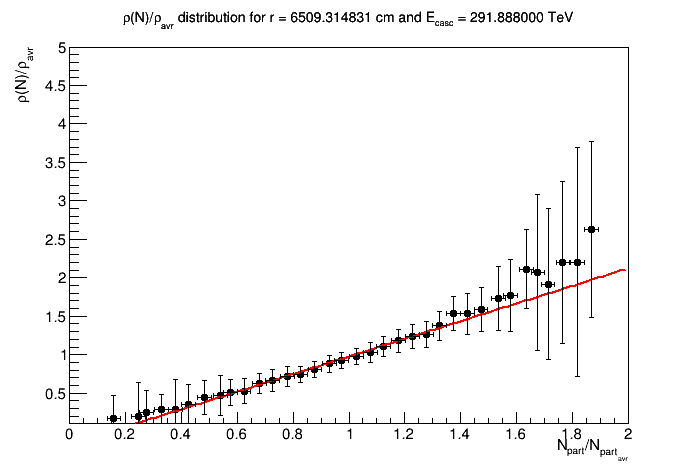 ρ(N)/ρavr distribution for r = 6509.314831 cm and Ecasc = 291.888000 TeV
ρ(N)/ρavr
5
4.5
4
3.5
3
2.5
2
1.5
1
0.5
0 0.2 0.4 0.6 0.8 1 1.2 1.4 1.6 1.8 2
Npart/Npartavr